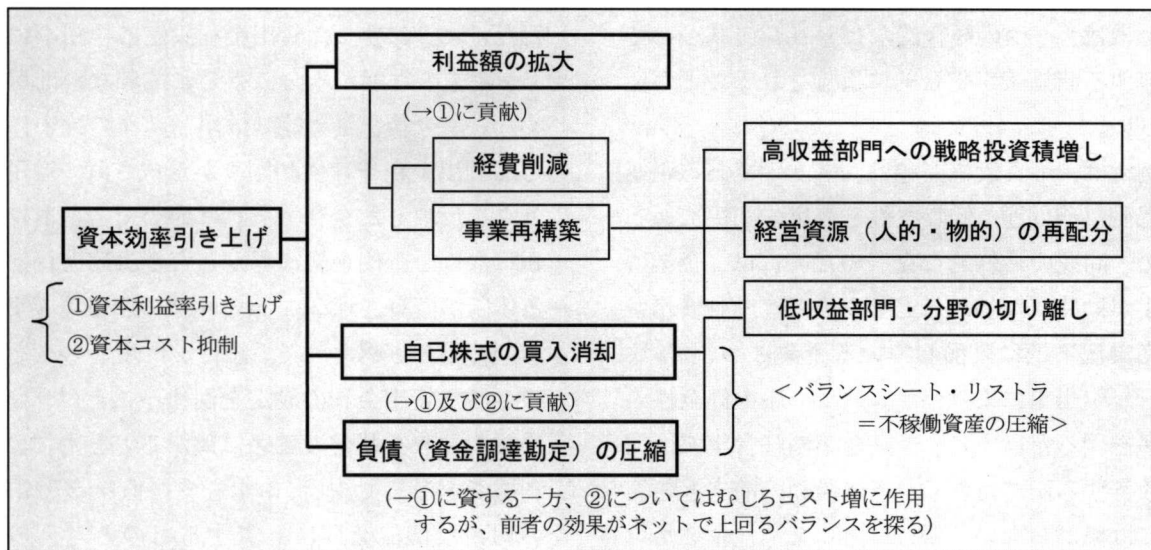 利益額の拡大
(→①に貢献)
経費削減
事業再構築
高収益部門への戦略投資積増し
経営資源（人的・物的）の再配分
低収益部門・分野の切り離し
資本効率引き上げ
①資本利益率引き上げ
②資本コスト抑制
自己株式の買入消却
(→①及び②に貢献)
負債（資金調達勘定）の圧縮
(→①に資する一方、②についてはむしろコスト増に作用
するが、前者の効果がネットで上回るバランスを探る)
＜バランスシート・リストラ
＝不稼働資産の圧縮＞